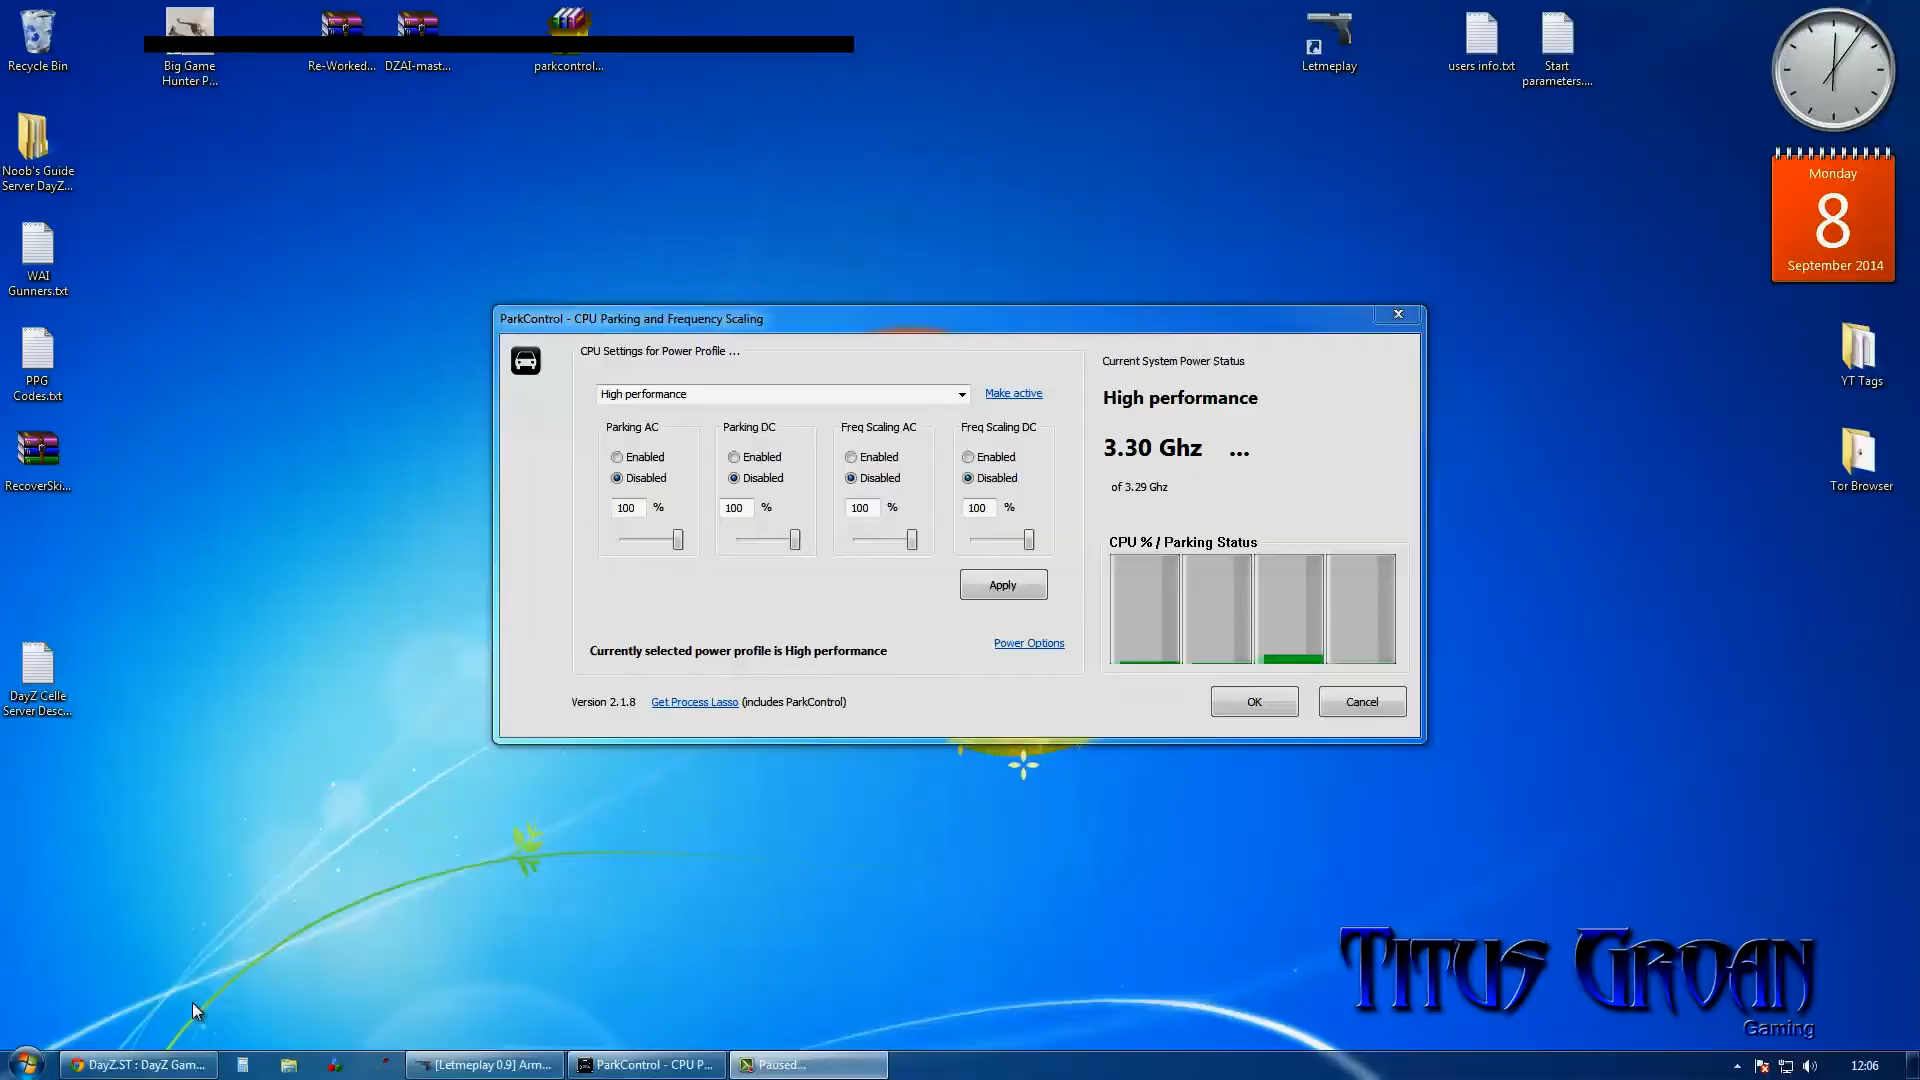 Recycle Bin
Big Game
Hunter P...
Re-Worked...
DZAI-mast...
parkcontrol...
Letmeplay
users info.txt
Start
parameters....
Noob's Guide
Server DayZ...
WAI
Gunners.txt
PPG
Codes.txt
RecoverSki...
DayZ Celle
Server Desc...
Monday
8
September 2014
YT Tags
Tor Browser
ParkControl - CPU Parking and Frequency Scaling
CPU Settings for Power Profile ...
High performance
Make active
Parking AC
Enabled
Disabled
100 %
Parking DC
Enabled
Disabled
100 %
Freq Scaling AC
Enabled
Disabled
100 %
Freq Scaling DC
Enabled
Disabled
100 %
Apply
Currently selected power profile is High performance
Power Options
Version 2.1.8
Get Process Lasso (includes ParkControl)
Current System Power Status
High performance
3.30 Ghz ...
of 3.29 Ghz
CPU % / Parking Status
OK
Cancel
Titus Groan
Gaming
DayZ.ST : DayZ Gam...
[Letmeplay 0.9] Arm...
ParkControl - CPU P...
Paused...
12:06